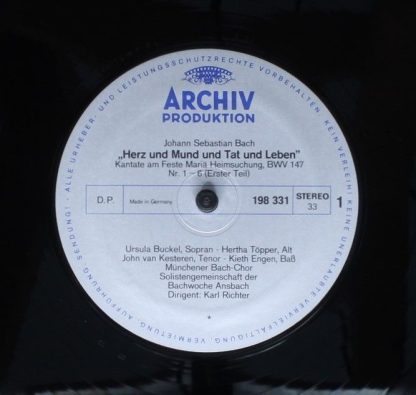 ALLE URHEBER- UND LEISTUNGSSCHUTZRECHTE VORBEHALTEN · KEIN VERLEIH! KEINE UNERLAUBTE VERVIELFÄLTIGUNG, VERMIETUNG, AUFFÜHRUNG, SENDUNG! ·
ARCHIV
PRODUKTION
Johann Sebastian Bach
„Herz und Mund und Tat und Leben”
Kantate am Feste Mariä Heimsuchung, BWV 147
Nr. 1 - 6 (Erster Teil)
D.P. Made in Germany 198 331 STEREO 33 1
Ursula Buckel, Sopran - Hertha Töpper, Alt
John van Kesteren, Tenor - Kieth Engen, Baß
Münchener Bach-Chor
Solistengemeinschaft der
Bachwoche Ansbach
Dirigent: Karl Richter
*